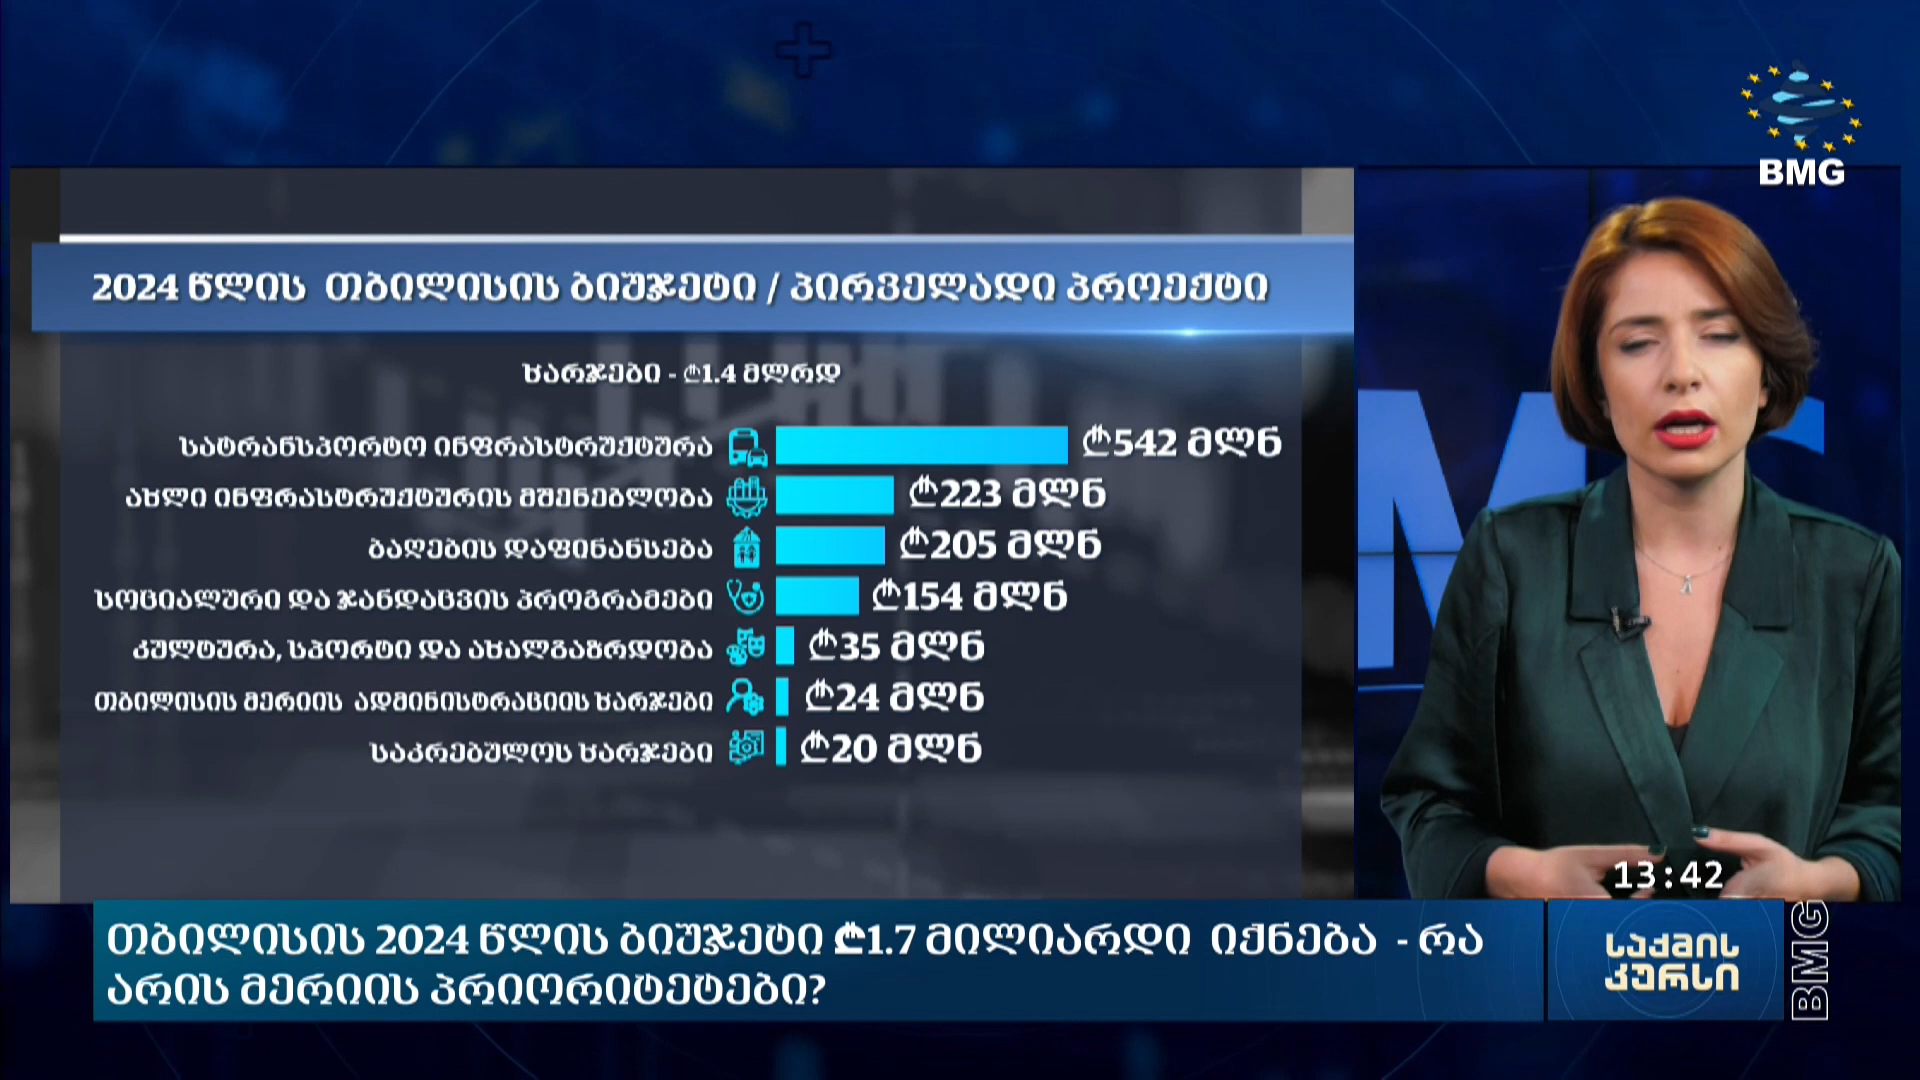 BMG
2024 წლის თბილისის ბიუჯეტი / პირველადი პროექტი
ხარჯები - ₾1.4 მლრდ
სატრანსპორტო ინფრასტრუქტურა ₾542 მლნ
ახლი ინფრასტრუქტურის მშენებლობა ₾223 მლნ
ბაღების დაფინანსება ₾205 მლნ
სოციალური და ჯანდაცვის პროგრამები ₾154 მლნ
კულტურა, სპორტი და ახალგაზრდობა ₾35 მლნ
თბილისის მერიის ადმინისტრაციის ხარჯები ₾24 მლნ
საკრებულოს ხარჯები ₾20 მლნ
13:42
თბილისის 2024 წლის ბიუჯეტი ₾1.7 მილიარდი იქნება - რა
არის მერიის პრიორიტეტები?
საქმის
კურსი
BMG